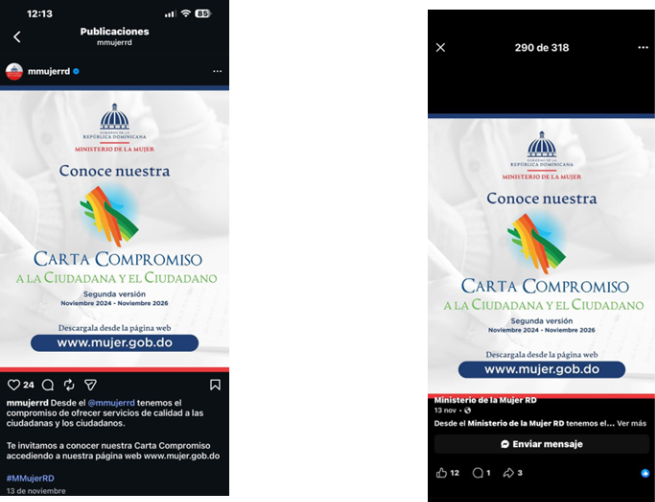 12:13
85
Publicaciones
mmujerrd
mmujerrd
GOBIERNO DE LA
REPÚBLICA DOMINICANA
MINISTERIO DE LA MUJER
Conoce nuestra
CARTA COMPROMISO
A LA CIUDADANA Y EL CIUDADANO
Segunda versión
Noviembre 2024 - Noviembre 2026
Descargala desde la página web
www.mujer.gob.do
24
mmujerrd Desde el @mmujerrd tenemos el
compromiso de ofrecer servicios de calidad a las
ciudadanas y los ciudadanos.
Te invitamos a conocer nuestra Carta Compromiso
accediendo a nuestra página web www.mujer.gob.do
#MMujerRD
13 de noviembre
290 de 318
GOBIERNO DE LA
REPÚBLICA DOMINICANA
MINISTERIO DE LA MUJER
Conoce nuestra
CARTA COMPROMISO
A LA CIUDADANA Y EL CIUDADANO
Segunda versión
Noviembre 2024 - Noviembre 2026
Descargala desde la página web
www.mujer.gob.do
Ministerio de la Mujer RD
13 nov ·
Desde el Ministerio de la Mujer RD tenemos el... Ver más
Enviar mensaje
12 1 3